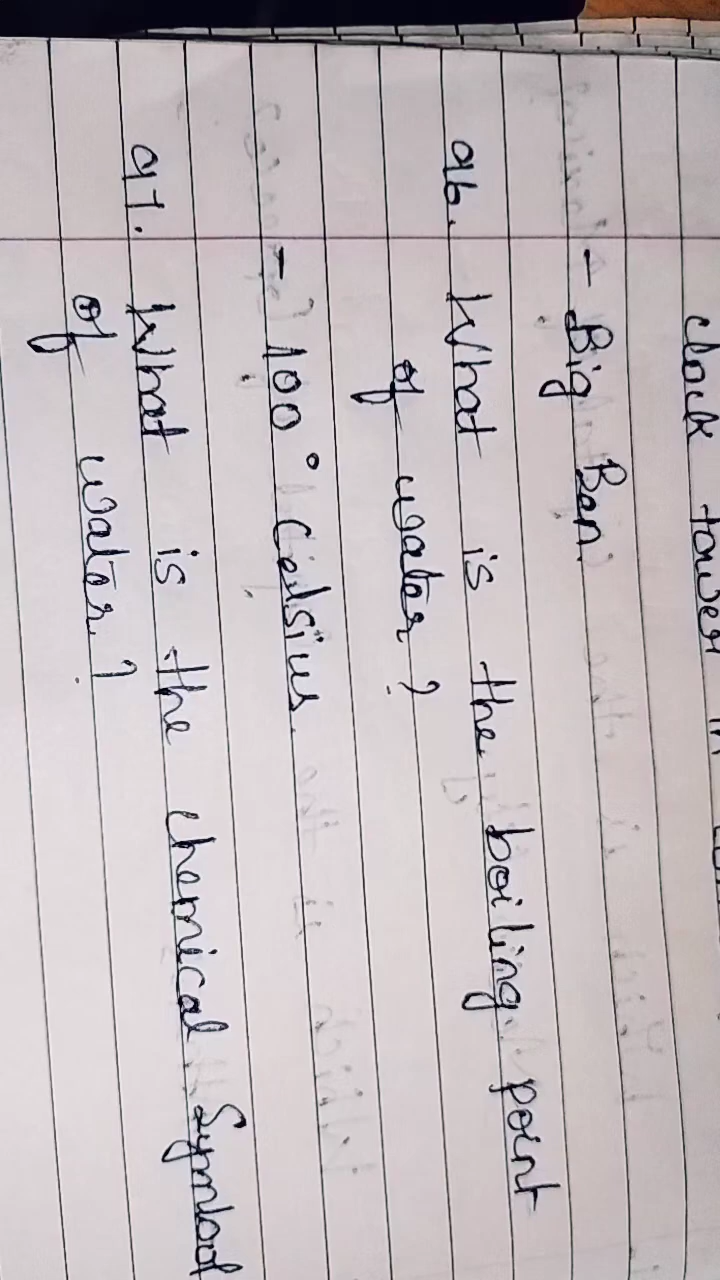 clock tower in
- Big Ben.
96. What is the boiling point
of water?
- 100° Celsius.
97. What is the chemical Symbol
of water?